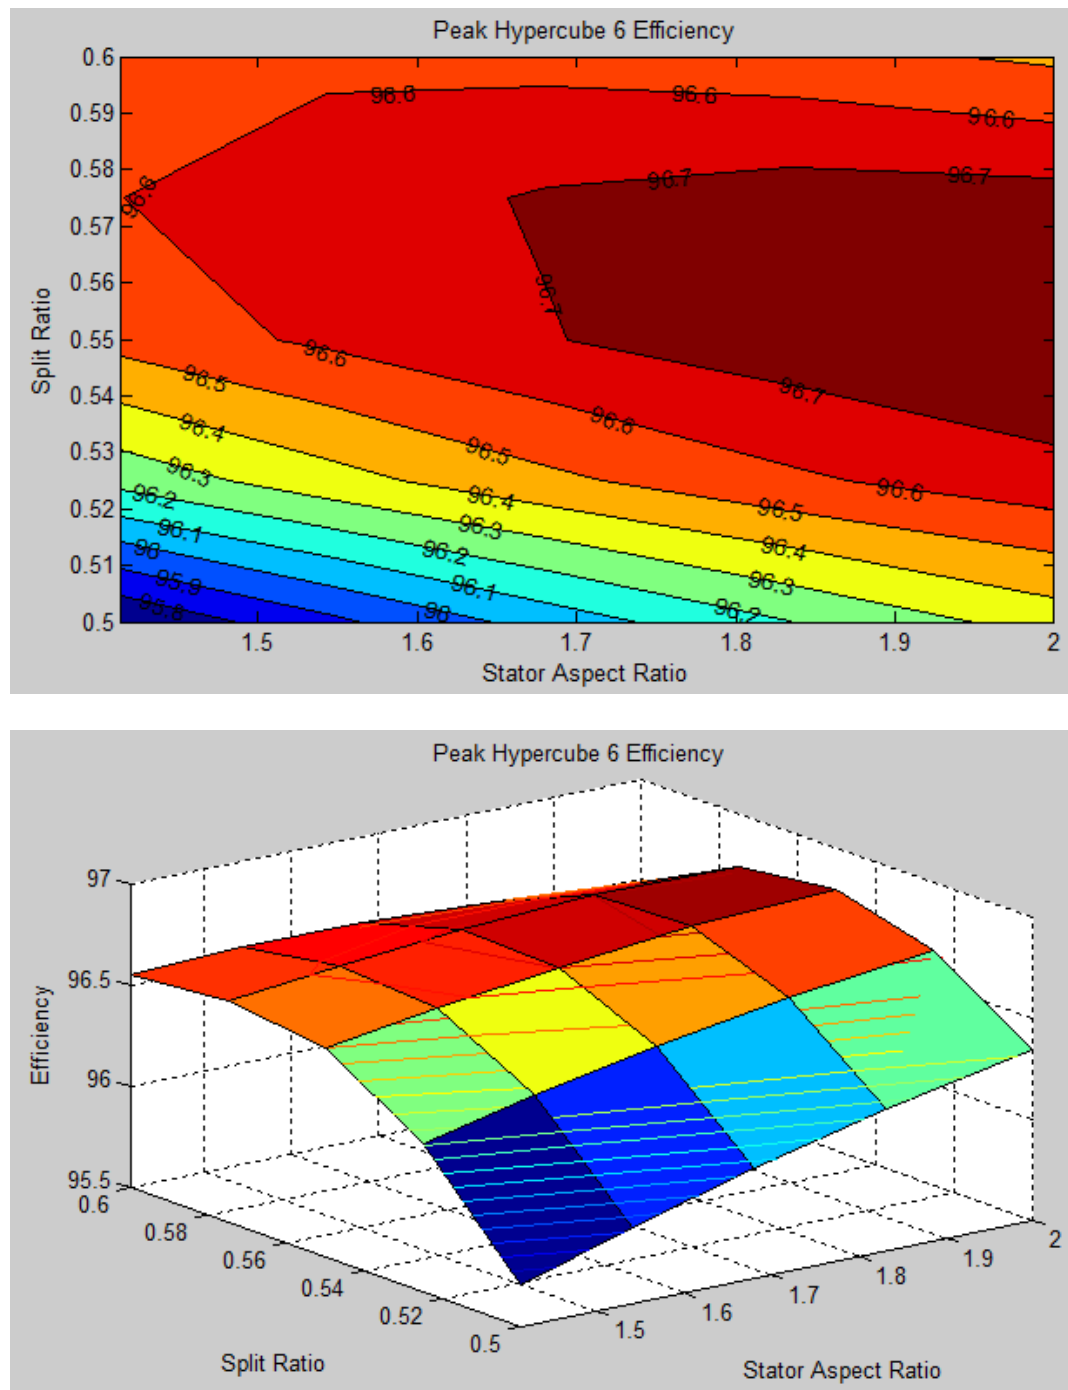 Peak Hypercube 6 Efficiency
0.6
0.59
0.58
0.57
0.56
0.55
0.54
0.53
0.52
0.51
0.5
Split Ratio
96.6 96.6 96.6
96.6 96.7 96.7
96.7
96.6 96.7
96.5 96.6
96.4 96.5 96.6
96.3 96.4 96.5
96.2 96.3 96.4
96.1 96.2 96.3
96 96.1 96.2
95.9 96
95.8
1.5 1.6 1.7 1.8 1.9 2
Stator Aspect Ratio
Peak Hypercube 6 Efficiency
97
96.5
96
95.5
Efficiency
0.6
0.58
0.56
0.54
0.52
0.5
Split Ratio
1.5
1.6
1.7
1.8
1.9
2
Stator Aspect Ratio